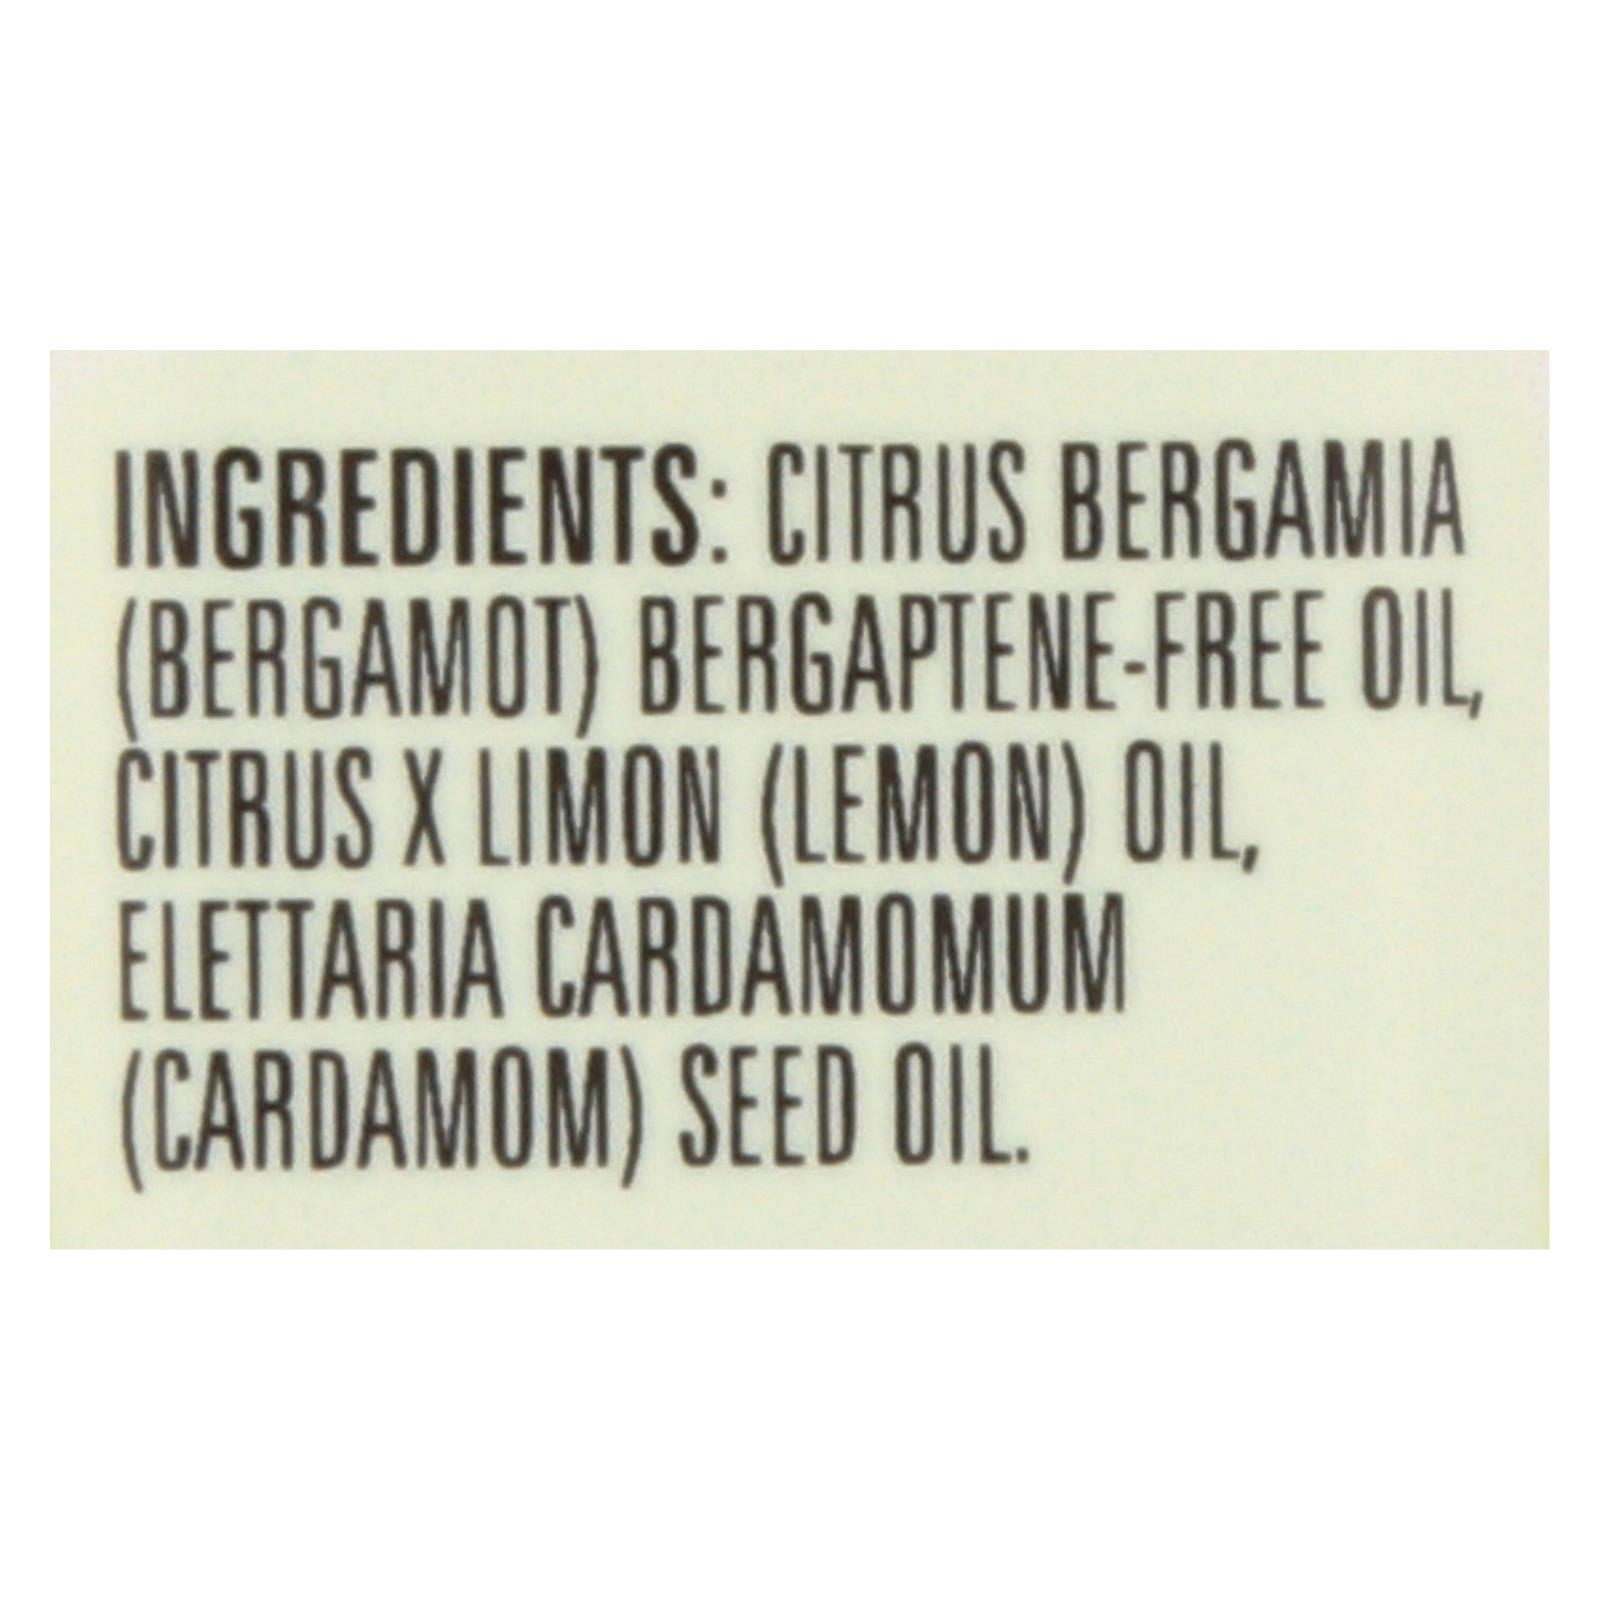 INGREDIENTS: CITRUS BERGAMIA
(BERGAMOT) BERGAPTENE-FREE OIL,
CITRUS X LIMON (LEMON) OIL,
ELETTARIA CARDAMOMUM
(CARDAMOM) SEED OIL.